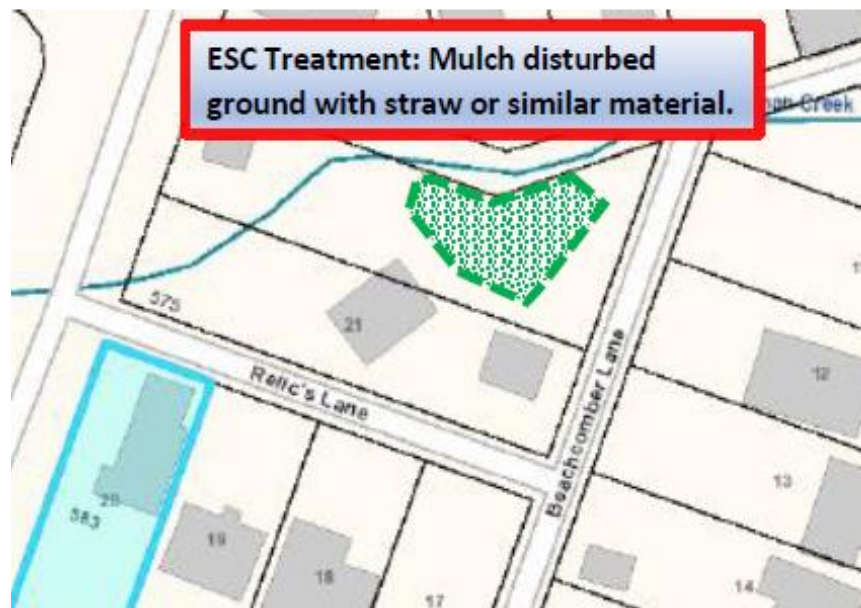 ESC Treatment: Mulch disturbed
ground with straw or similar material.
Creek
575
21
Relic's Lane
Beachcomber Lane
12
13
14
20
583
19
18
17